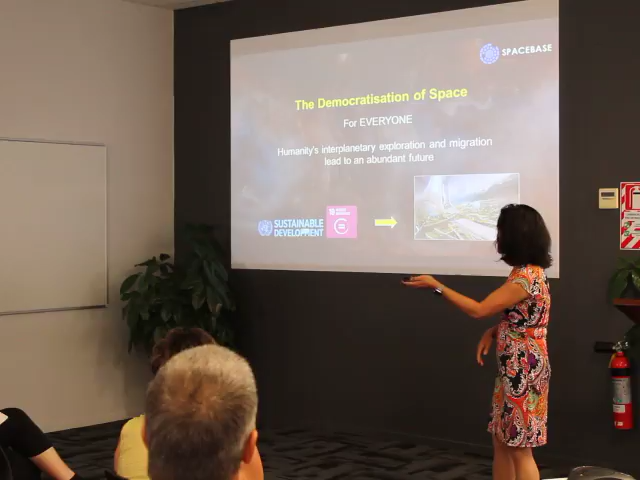 SPACEBASE
The Democratisation of Space
For EVERYONE
Humanity's interplanetary exploration and migration
lead to an abundant future
SUSTAINABLE
DEVELOPMENT
10